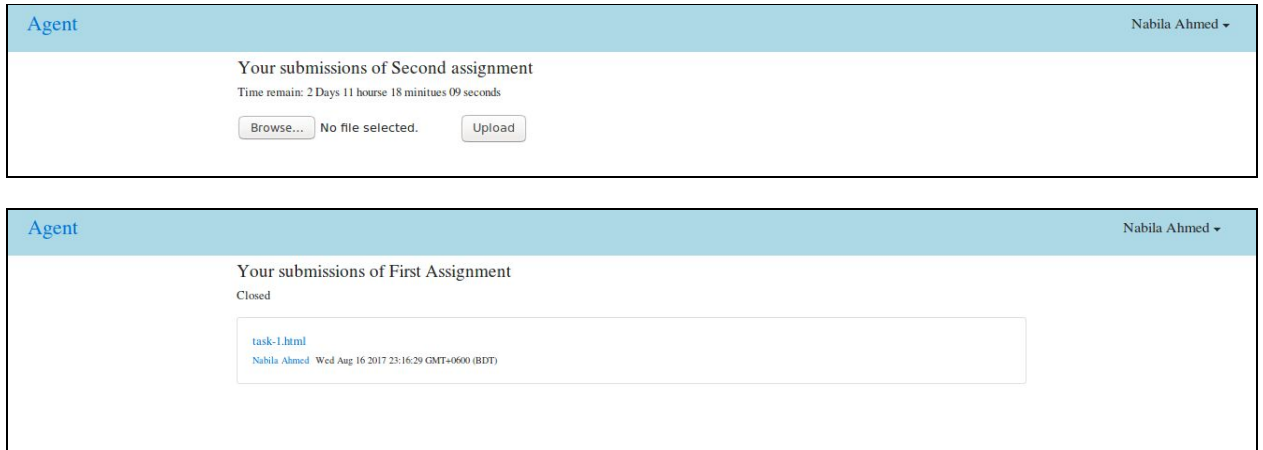 Agent
Nabila Ahmed
Your submissions of Second assignment
Time remain: 2 Days 11 hourse 18 minitues 09 seconds
Browse... No file selected. Upload
Agent
Nabila Ahmed
Your submissions of First Assignment
Closed
task-1.html
Nabila Ahmed Wed Aug 16 2017 23:16:29 GMT+0600 (BDT)